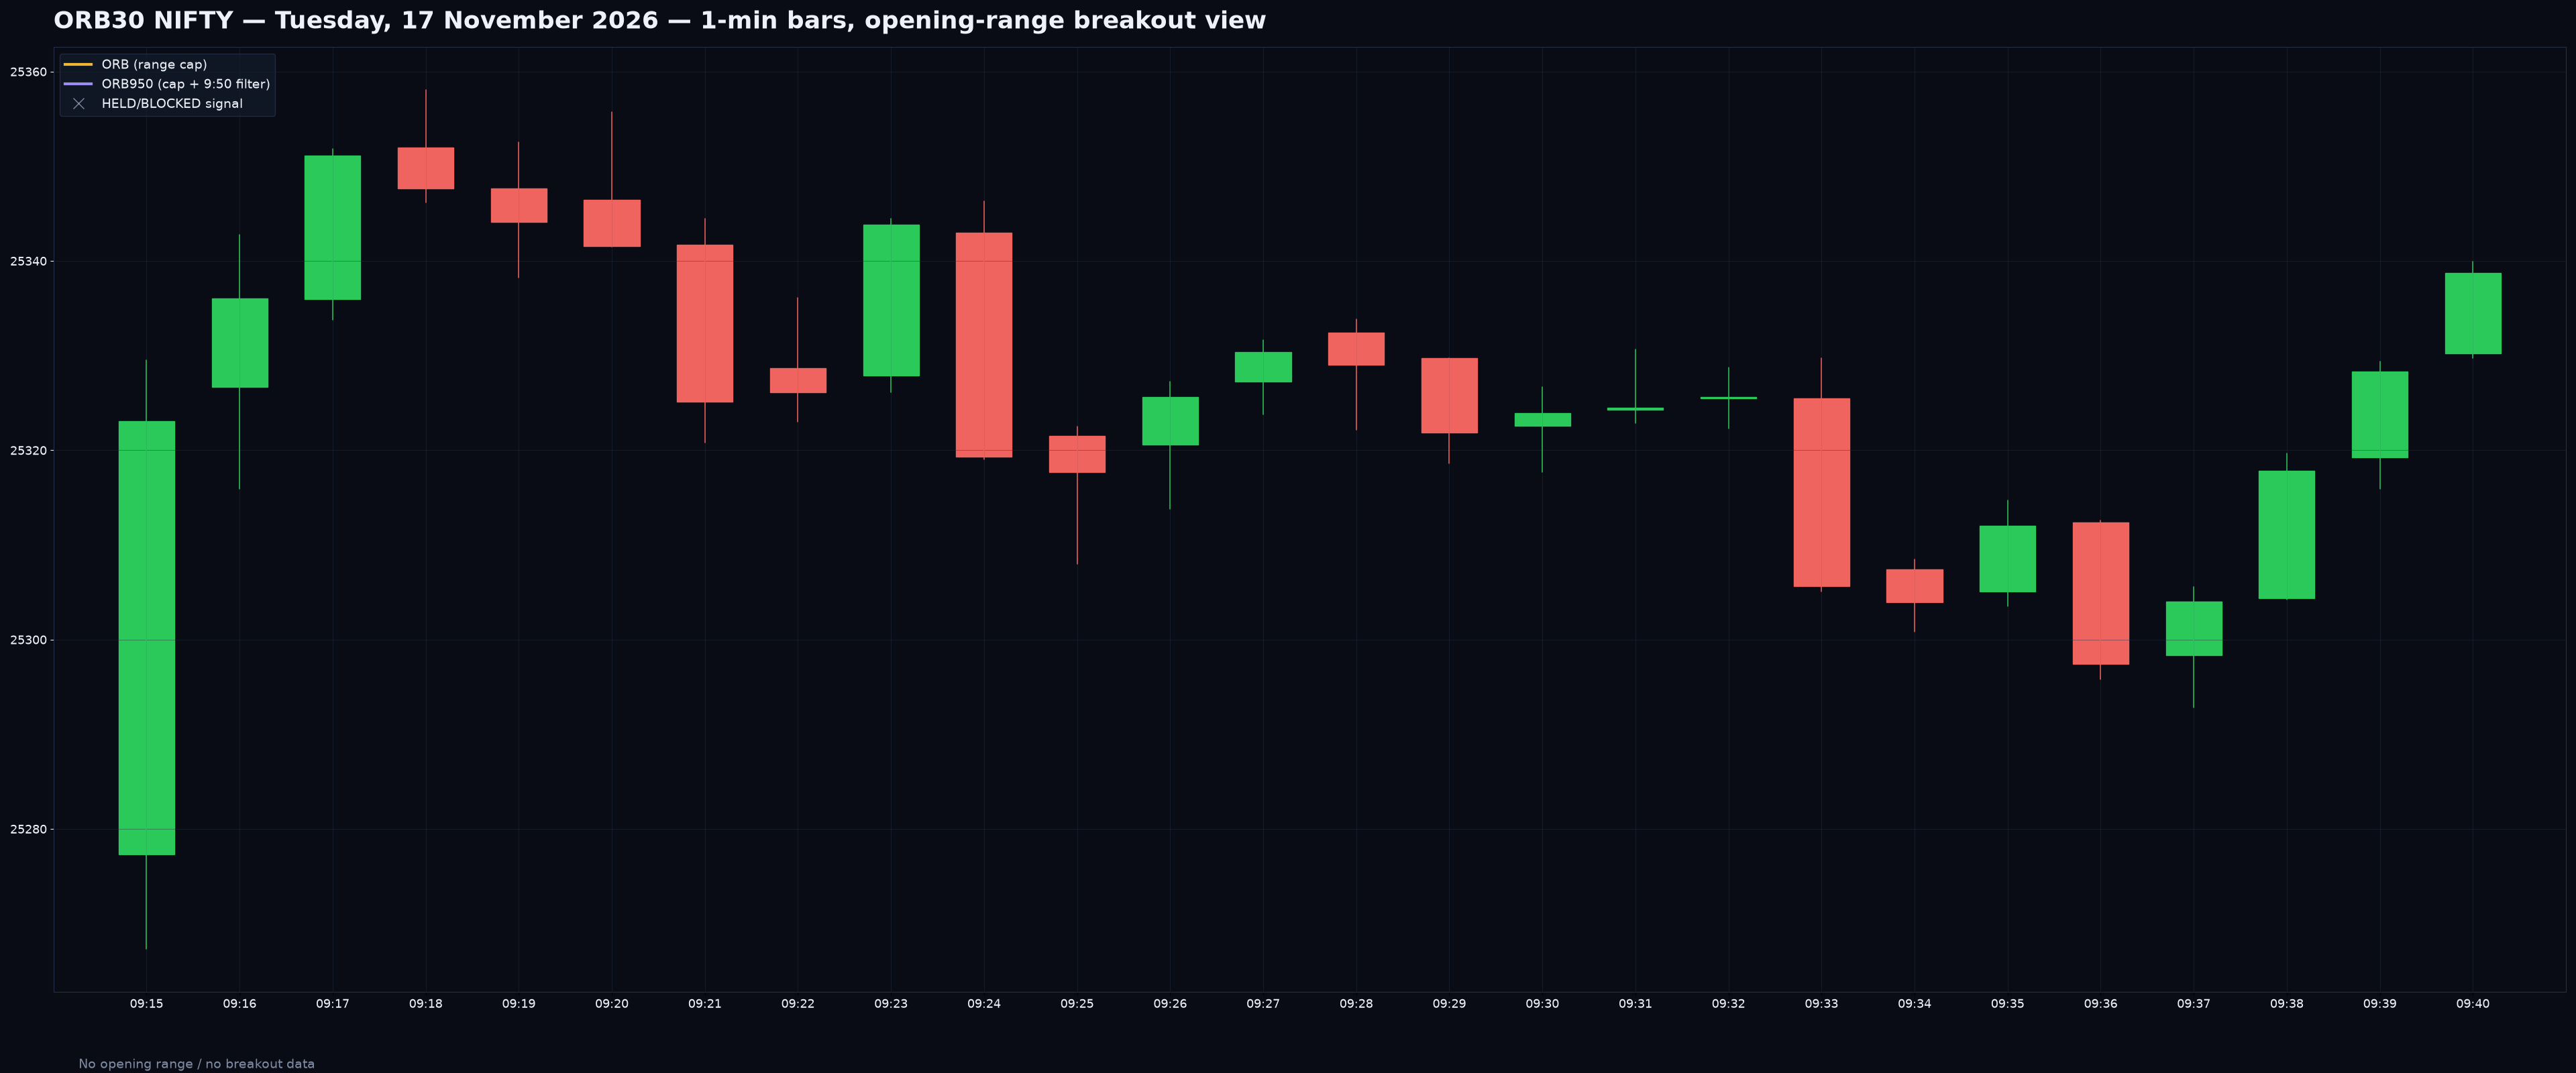 ORB30 NIFTY — Tuesday, 17 November 2026 — 1-min bars, opening-range breakout view
ORB (range cap)
ORB950 (cap + 9:50 filter)
HELD/BLOCKED signal
25360
25340
25320
25300
25280
09:15 09:16 09:17 09:18 09:19 09:20 09:21 09:22 09:23 09:24 09:25 09:26 09:27 09:28 09:29 09:30 09:31 09:32 09:33 09:34 09:35 09:36 09:37 09:38 09:39 09:40
No opening range / no breakout data